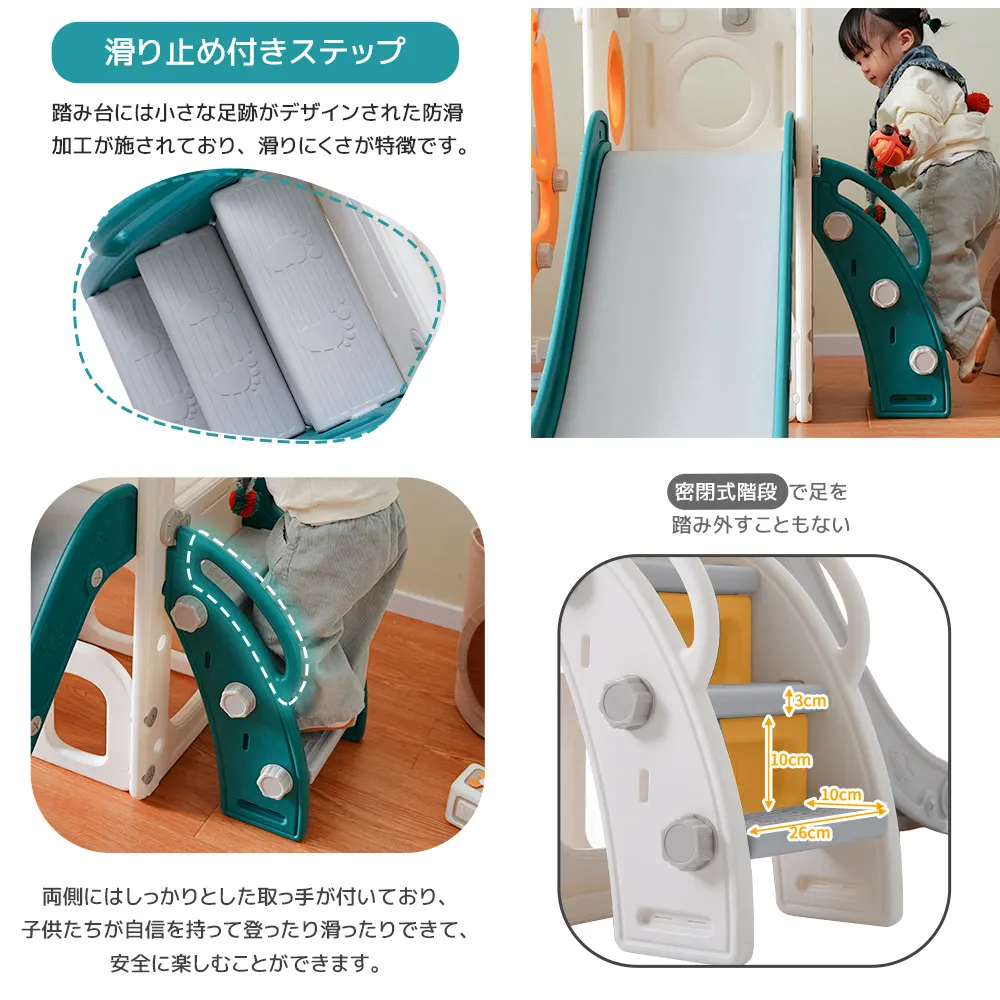 滑り止め付きステップ
踏み台には小さな足跡がデザインされた防滑
加工が施されており、滑りにくさが特徴です。
密閉式階段で足を
踏み外すこともない
3cm
10cm
10cm
26cm
両側にはしっかりとした取っ手が付いており、
子供たちが自信を持って登ったり滑ったりできて、
安全に楽しむことができます。